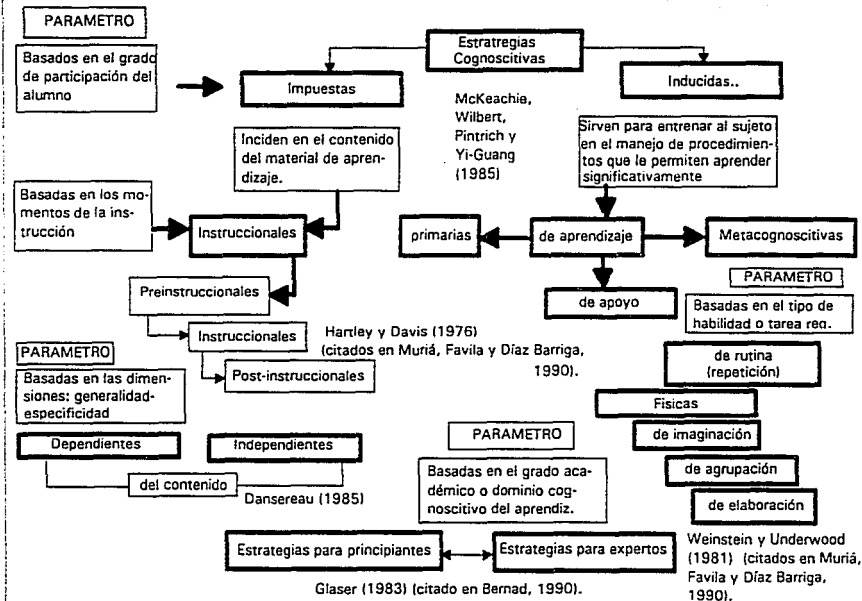 PARAMETRO
Basados en el grado
de participación del
alumno
Estratregias
Cognoscitivas
Impuestas
Inducidas..
McKeachie,
Wilbert,
Pintrich y
Yi-Guang
(1985)
Inciden en el contenido
del material de apren-
dizaje.
Sirven para entrenar al sujeto
en el manejo de procedimien-
tos que le permiten aprender
significativamente
Basadas en los mo-
mentos de la ins-
trucción
Instruccionales
primarias
de aprendizaje
Metacognoscitivas
de apoyo
PARAMETRO
Basadas en el tipo de
habilidad o tarea req.
Preinstruccionales
Instruccionales
Post-instruccionales
Hartley y Davis (1976)
(citados en Muriá, Favila y Díaz Barriga,
1990).
PARAMETRO
Basadas en las dimen-
siones: generalidad-
especificidad
Dependientes
Independientes
del contenido
Dansereau (1985)
de rutina
(repetición)
Fisicas
de imaginación
de agrupación
de elaboración
Weinstein y Underwood
(1981) (citados en Muriá,
Favila y Díaz Barriga,
1990).
PARAMETRO
Basadas en el grado aca-
démico o dominio cog-
noscitivo del aprendiz.
Estrategias para principiantes
Estrategias para expertos
Glaser (1983) (citado en Bernad, 1990).